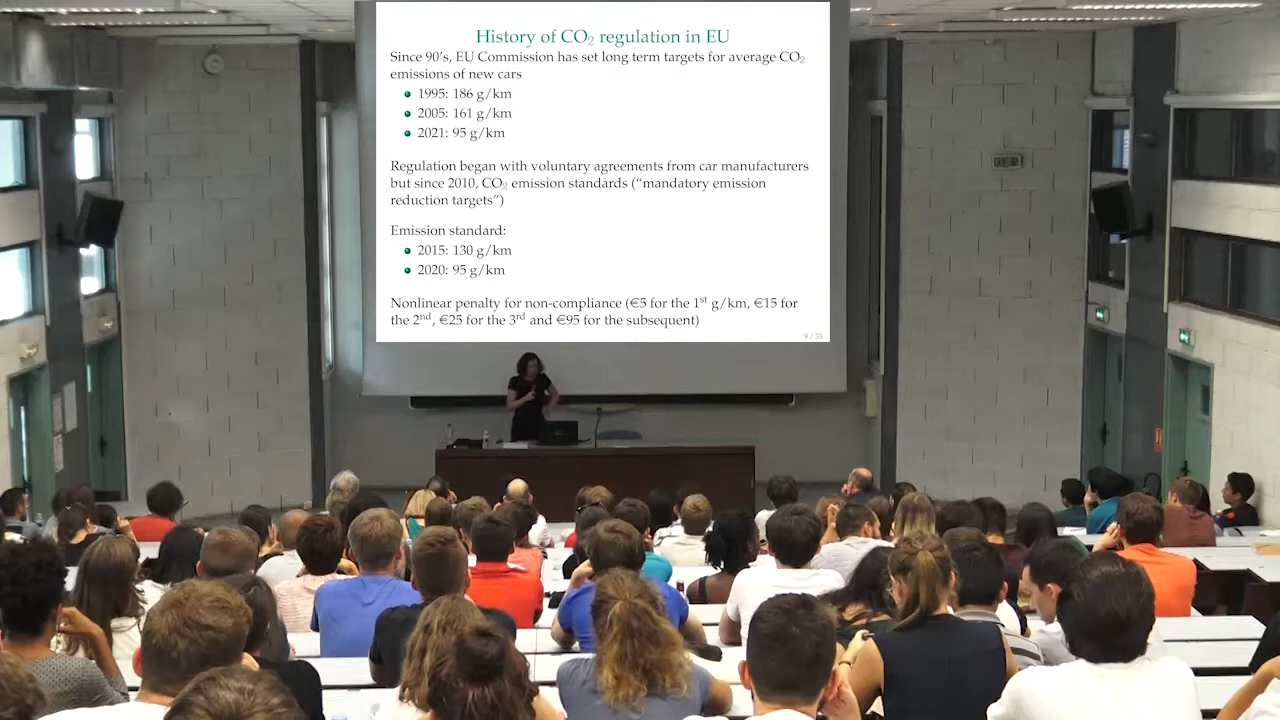 History of CO₂ regulation in EU
Since 90's, EU Commission has set long term targets for average CO₂
emissions of new cars
1995: 186 g/km
2005: 161 g/km
2021: 95 g/km
Regulation began with voluntary agreements from car manufacturers
but since 2010, CO₂ emission standards ("mandatory emission
reduction targets")
Emission standard:
2015: 130 g/km
2020: 95 g/km
Nonlinear penalty for non-compliance (€5 for the 1st g/km, €15 for
the 2nd, €25 for the 3rd and €95 for the subsequent)
9 / 33